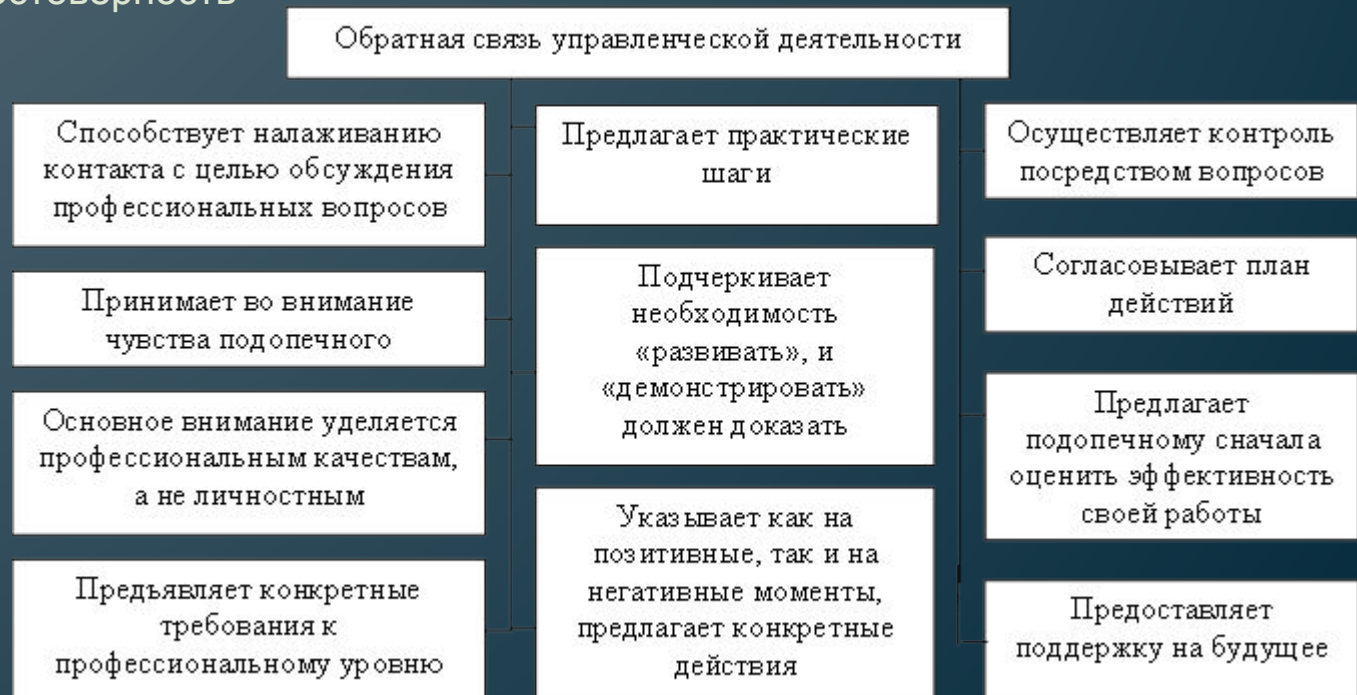 Обратная связь управленческой деятельности
Способствует налаживанию
контакта с целью обсуждения
профессиональных вопросов
Принимает во внимание
чувства подопечного
Основное внимание уделяется
профессиональным качествам,
а не личностным
Предъявляет конкретные
требования к
профессиональному уровню
Предлагает практические
шаги
Подчеркивает
необходимость
«развивать», и
«демонстрировать»
должен доказать
Указывает как на
позитивные, так и на
негативные моменты,
предлагает конкретные
действия
Осуществляет контроль
посредством вопросов
Согласовывает план
действий
Предлагает
подопечному сначала
оценить эффективность
своей работы
Предоставляет
поддержку на будущее